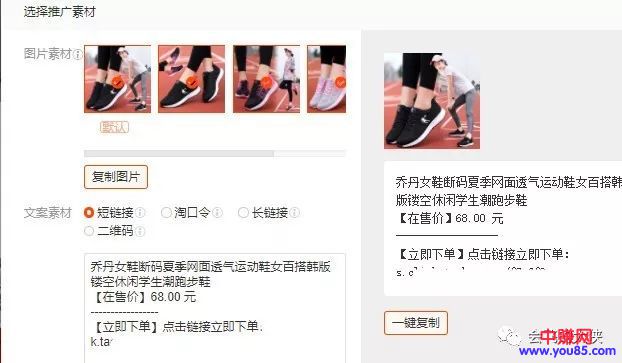 选择推广素材
图片素材
默认
复制图片
文案素材
短链接
淘口令
长链接
二维码
乔丹女鞋断码夏季网面透气运动鞋女百搭韩版
镂空休闲学生潮跑步鞋
【在售价】68.00 元
-----------------
【立即下单】点击链接立即下单.
k.ta
乔丹女鞋断码夏季网面透气运动鞋女百搭韩
版镂空休闲学生潮跑步鞋
【在售价】68.00 元
-----------------
【立即下单】点击链接立即下单:
一键复制
中赚网
www.you85.com